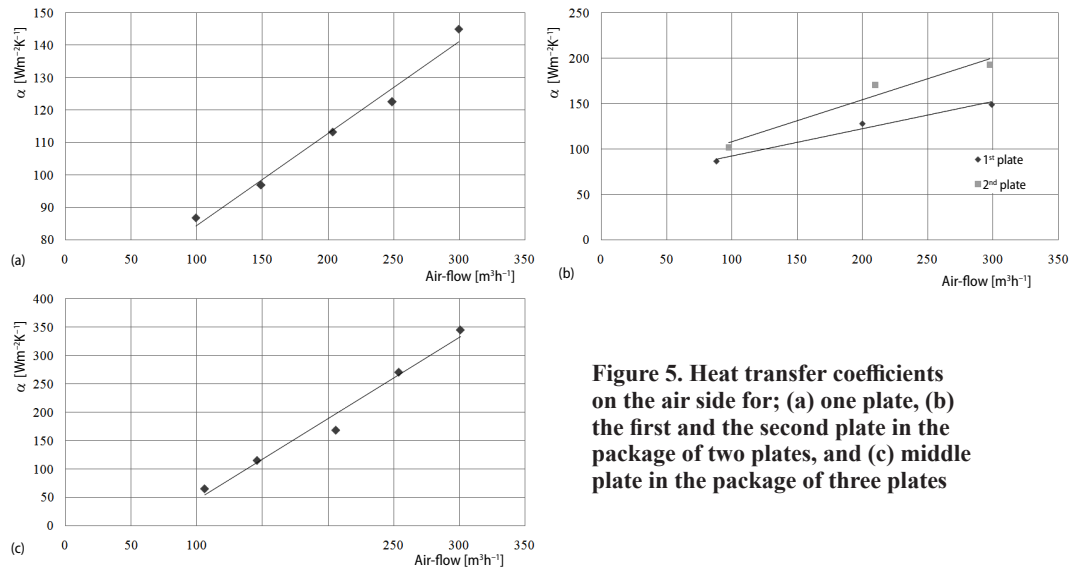 150
140
130
120
110
100
90
80
α [Wm⁻²K⁻¹]
0 50 100 150 200 250 300 350
(a)
Air-flow [m³h⁻¹]
250
200
150
100
50
0
α [Wm⁻²K⁻¹]
1ˢᵗ plate
2ⁿᵈ plate
0 50 100 150 200 250 300 350
Air-flow [m³h⁻¹]
(b)
400
350
300
250
200
150
100
50
0
α [Wm⁻²K⁻¹]
0 0 100 100 200 250 300 350
(c)
Air-flow [m³h⁻¹]
Figure 5. Heat transfer coefficients
on the air side for; (a) one plate, (b)
the first and the second plate in the
package of two plates, and (c) middle
plate in the package of three plates